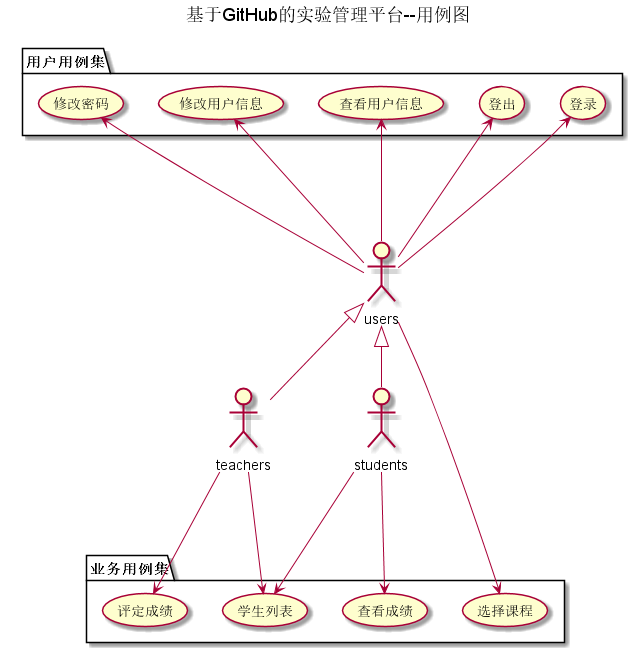 基于GitHub的实验管理平台--用例图
用户用例集
修改密码
修改用户信息
查看用户信息
登出
登录
users
teachers
students
业务用例集
评定成绩
学生列表
查看成绩
选择课程